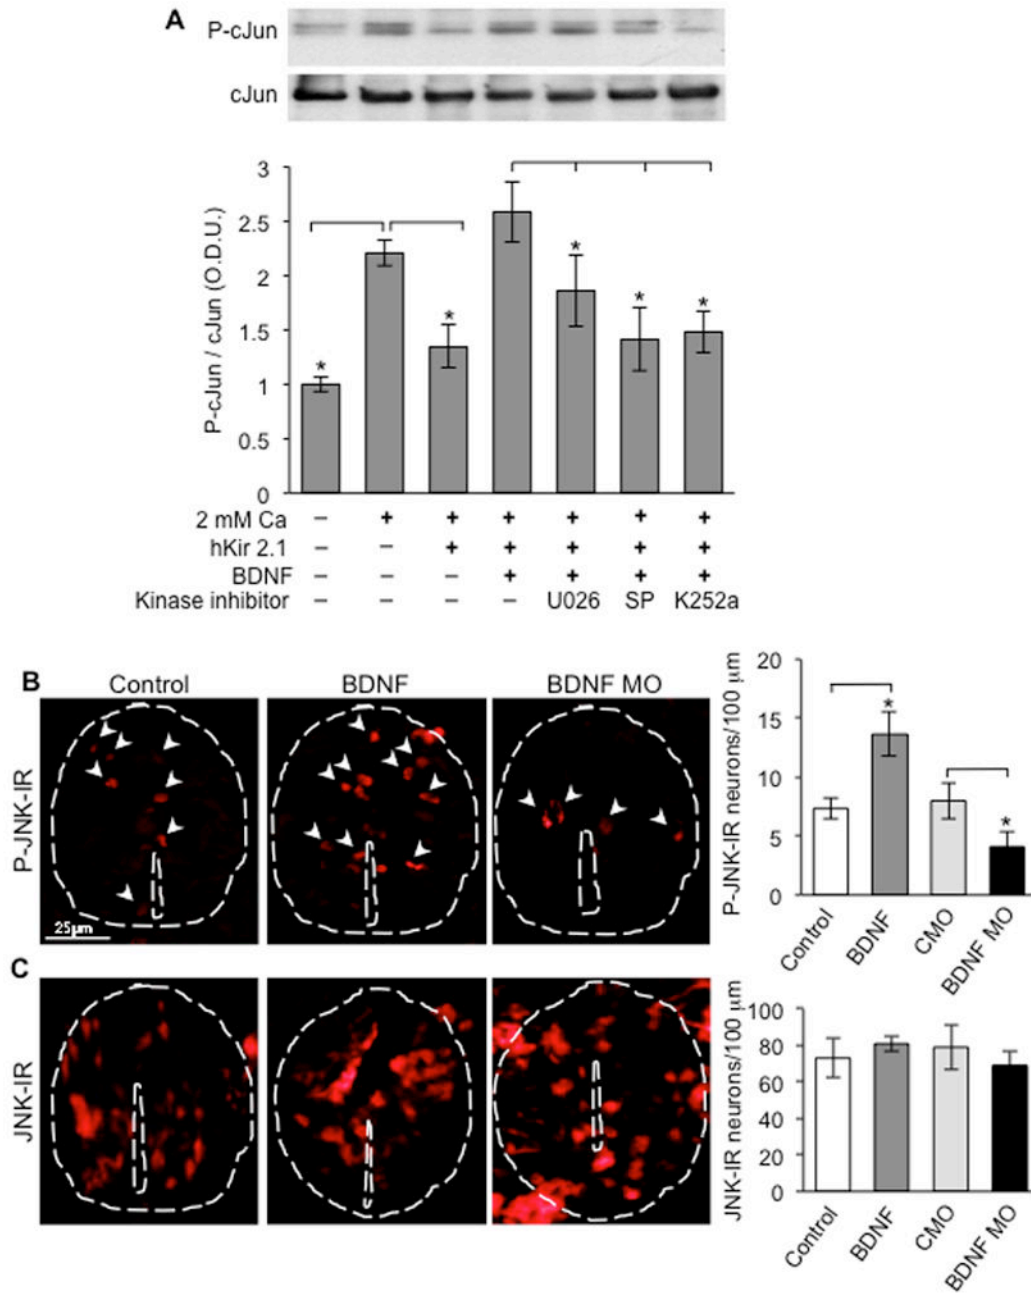 A
P-cJun
cJun
P-cJun / cJun (O.D.U.)
3
2.5
2
1.5
1
0.5
0
* * * * *
2 mM Ca − + + + + + +
hKir 2.1 − − + + + + +
BDNF − − − + + + +
Kinase inhibitor − − − − U026 SP K252a
B
Control BDNF BDNF MO
P-JNK-IR
25µm
P-JNK-IR neurons/100 µm
20
15
10
5
0
* *
Control BDNF CMO BDNF MO
C
JNK-IR
JNK-IR neurons/100 µm
100
80
60
40
20
0
Control BDNF CMO BDNF MO